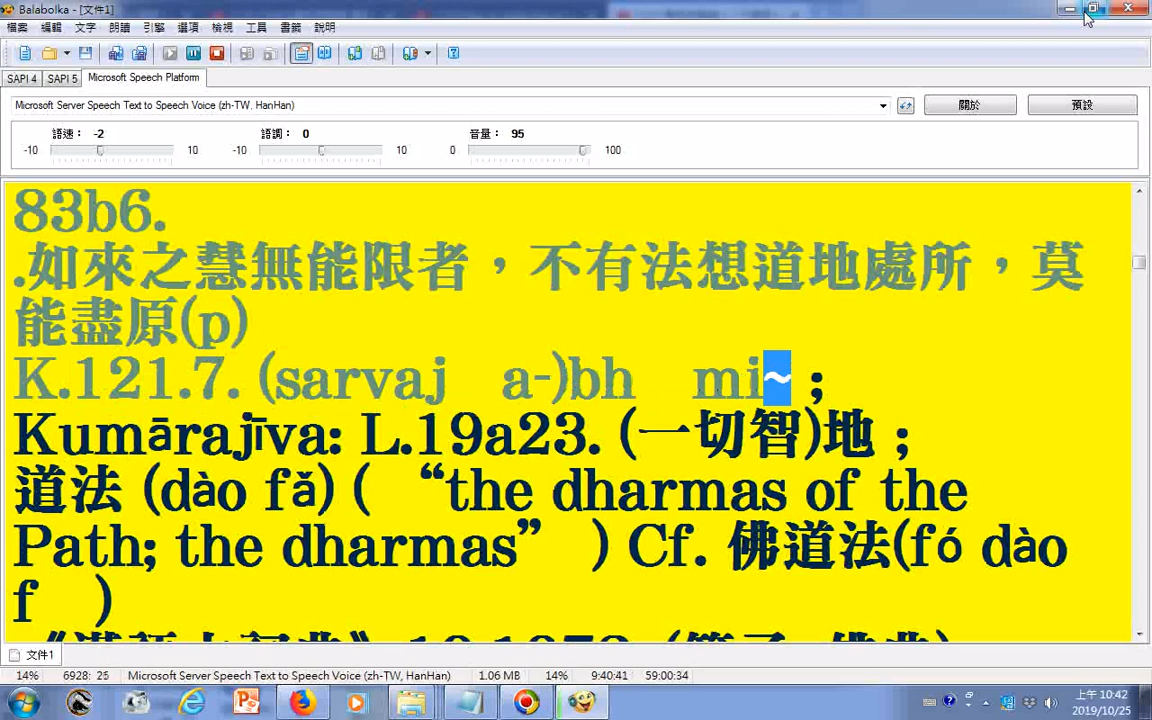 Balabolka - [文件1]
檔案 編輯 文字 朗讀 引擎 選項 檢視 工具 書籤 說明
SAPI 4 SAPI 5 Microsoft Speech Platform
Microsoft Server Speech Text to Speech Voice (zh-TW, HanHan) 關於 預設
語速： -2 語調： 0 音量： 95
-10 10 -10 10 0 100
83b6.
.如來之慧無能限者，不有法想道地處所，莫
能盡原(p)
K.121.7. (sarvaj a-)bh mi~ ;
Kumārajīva: L.19a23. (一切智)地 ;
道法 (dào fǎ) ( “the dharmas of the
Path; the dharmas” ) Cf. 佛道法(fó dào
f )
文件1
14% 6928: 25 Microsoft Server Speech Text to Speech Voice (zh-TW, HanHan) 1.06 MB 14% 9:40:41 59:00:34
上午 10:42
2019/10/25